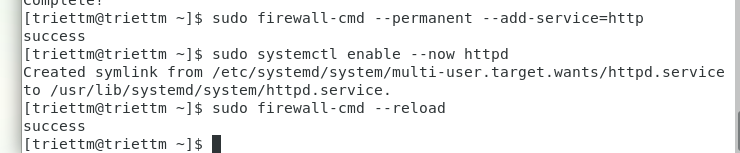 Complete!
[triettm@triettm ~]$ sudo firewall-cmd --permanent --add-service=http
success
[triettm@triettm ~]$ sudo systemctl enable --now httpd
Created symlink from /etc/systemd/system/multi-user.target.wants/httpd.service
to /usr/lib/systemd/system/httpd.service.
[triettm@triettm ~]$ sudo firewall-cmd --reload
success
[triettm@triettm ~]$